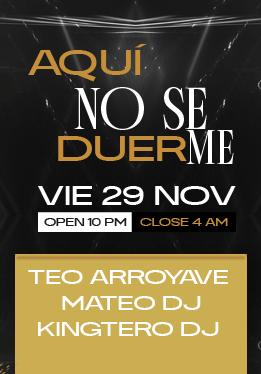 AQUÍ
NO SE
DUERME
VIE 29 NOV
OPEN 10 PM CLOSE 4 AM
TEO ARROYAVE
MATEO DJ
KINGTERO DJ